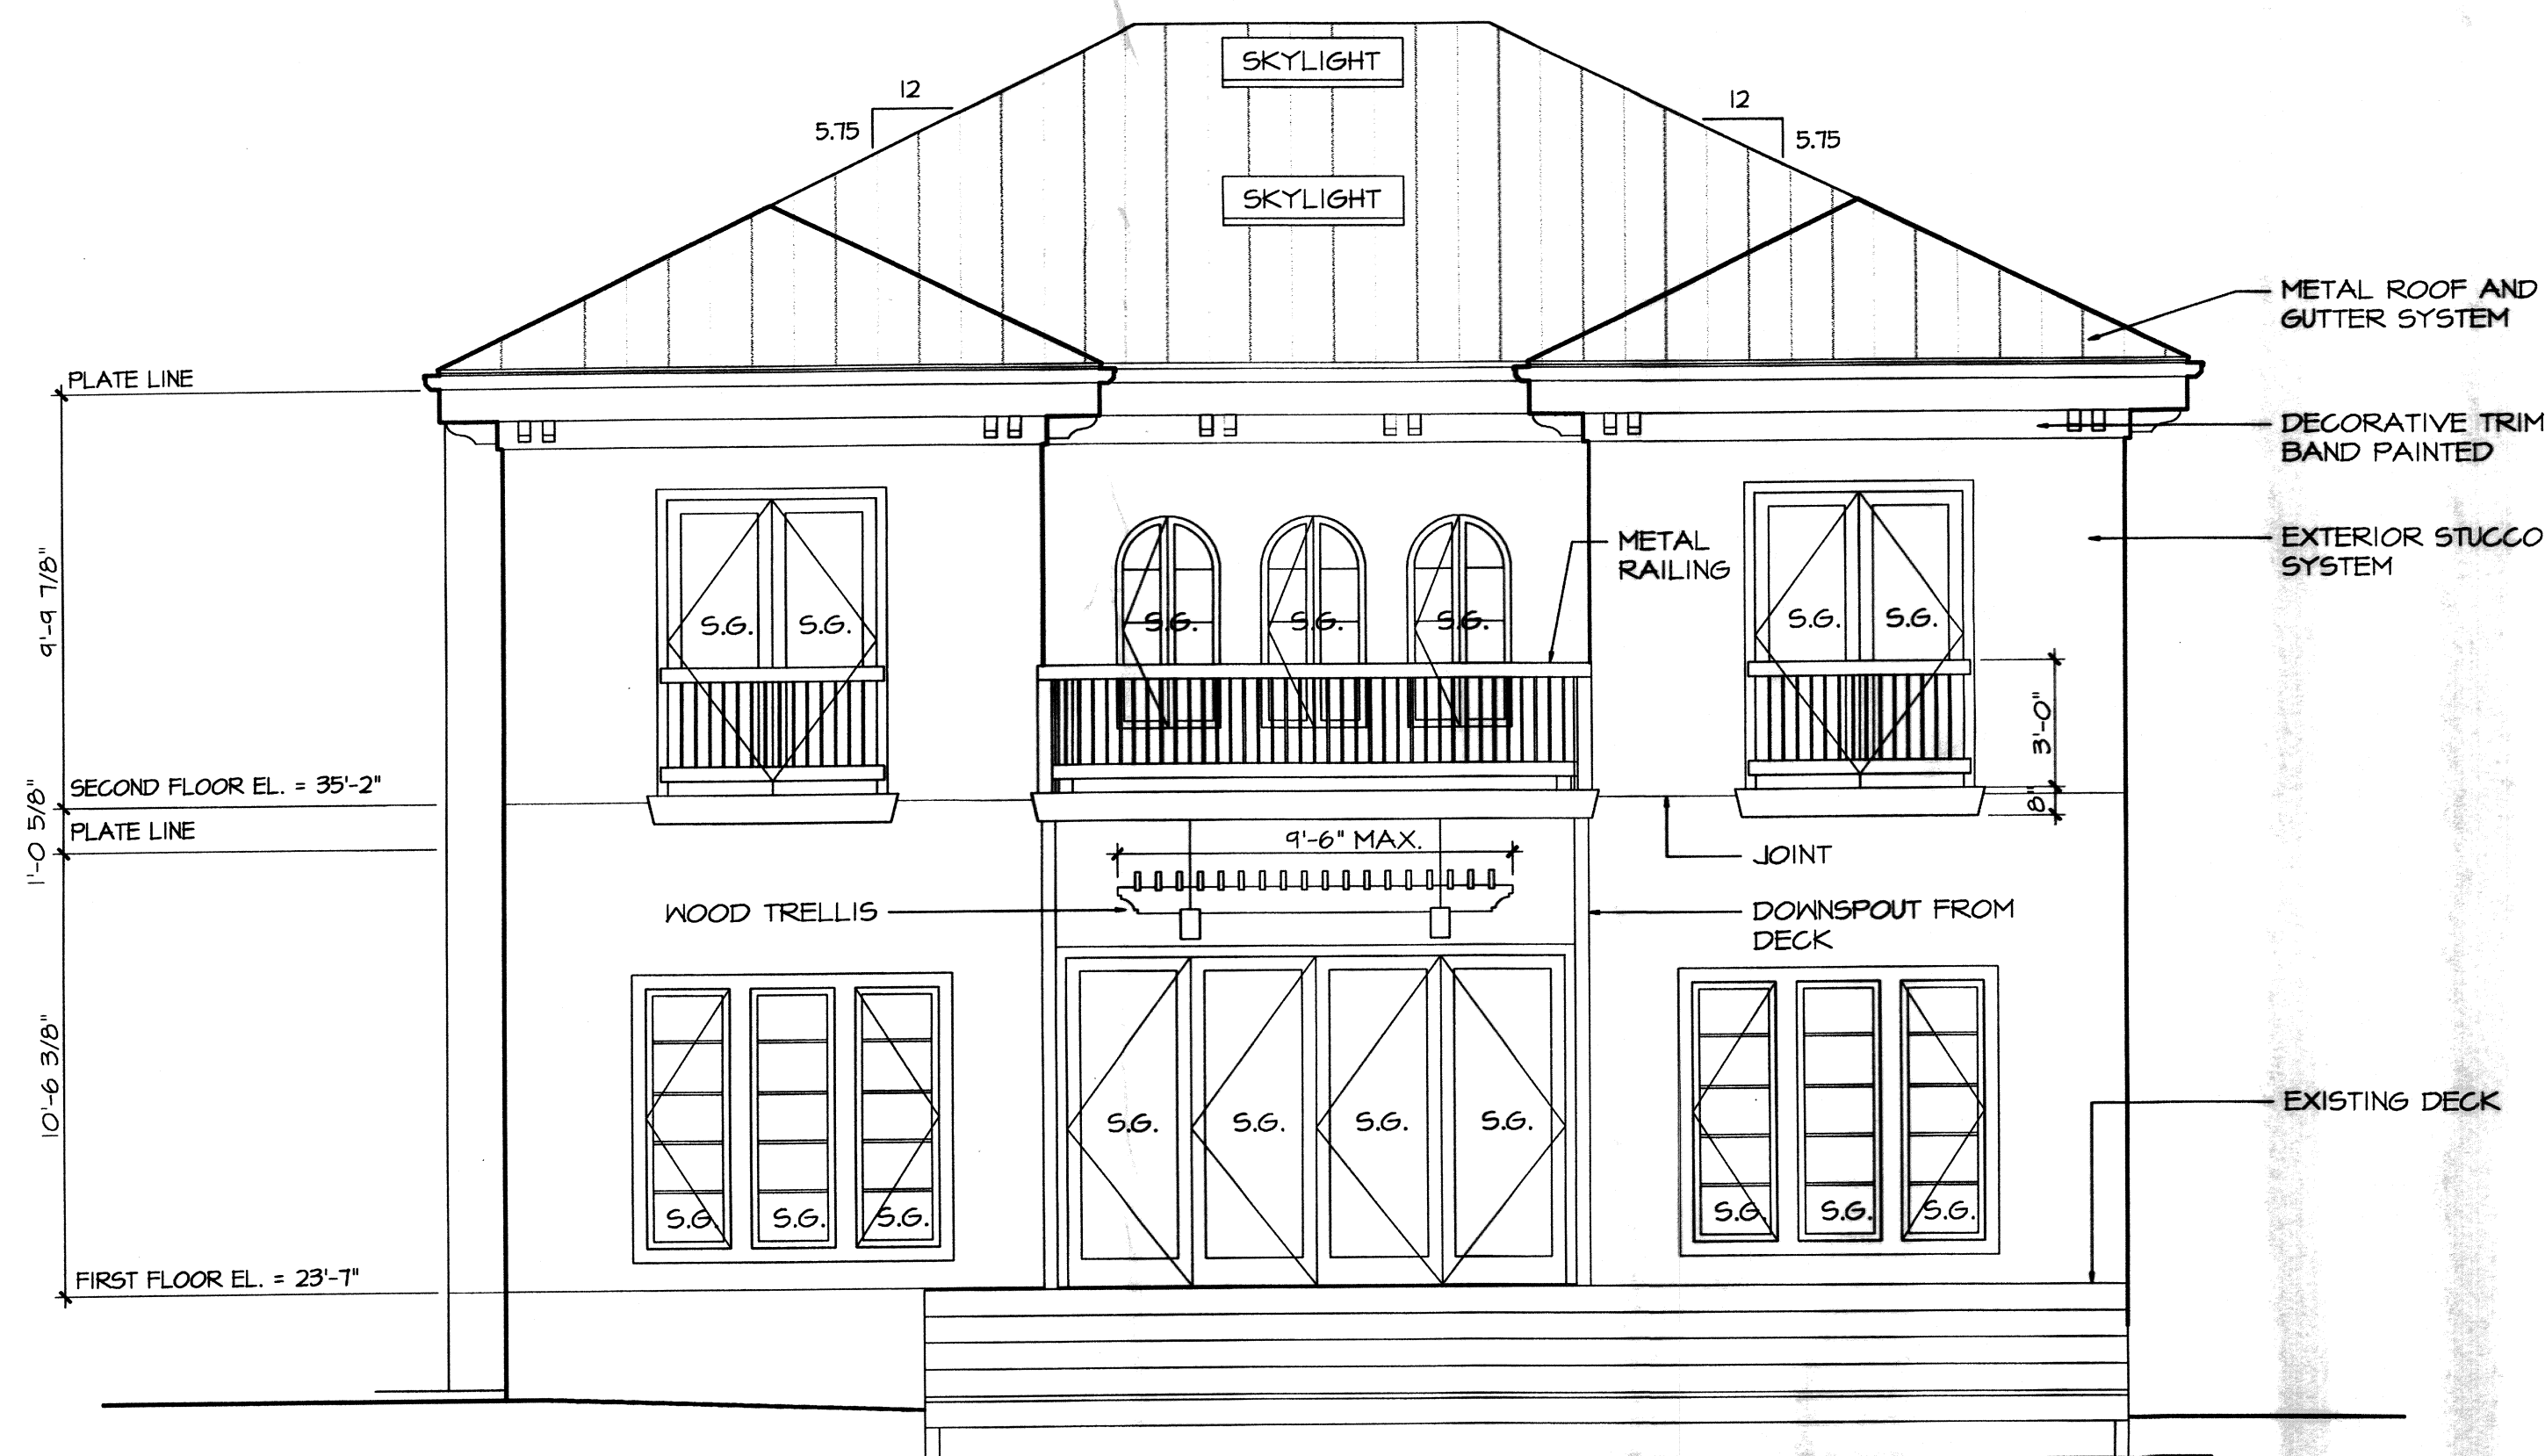 SKYLIGHT
12
5.75
12
5.75
SKYLIGHT
METAL ROOF AND
GUTTER SYSTEM
PLATE LINE
DECORATIVE TRIM
BAND PAINTED
EXTERIOR STUCCO
SYSTEM
METAL
RAILING
9'-9 7/8"
S.G. S.G. S.G. S.G. S.G. S.G. S.G.
3'-0"
SECOND FLOOR EL. = 35'-2"
8"
1'-0 5/8"
PLATE LINE
9'-6" MAX.
JOINT
WOOD TRELLIS
DOWNSPOUT FROM
DECK
10'-6 3/8"
EXISTING DECK
S.G. S.G. S.G. S.G.
S.G. S.G. S.G. S.G. S.G. S.G.
FIRST FLOOR EL. = 23'-7"